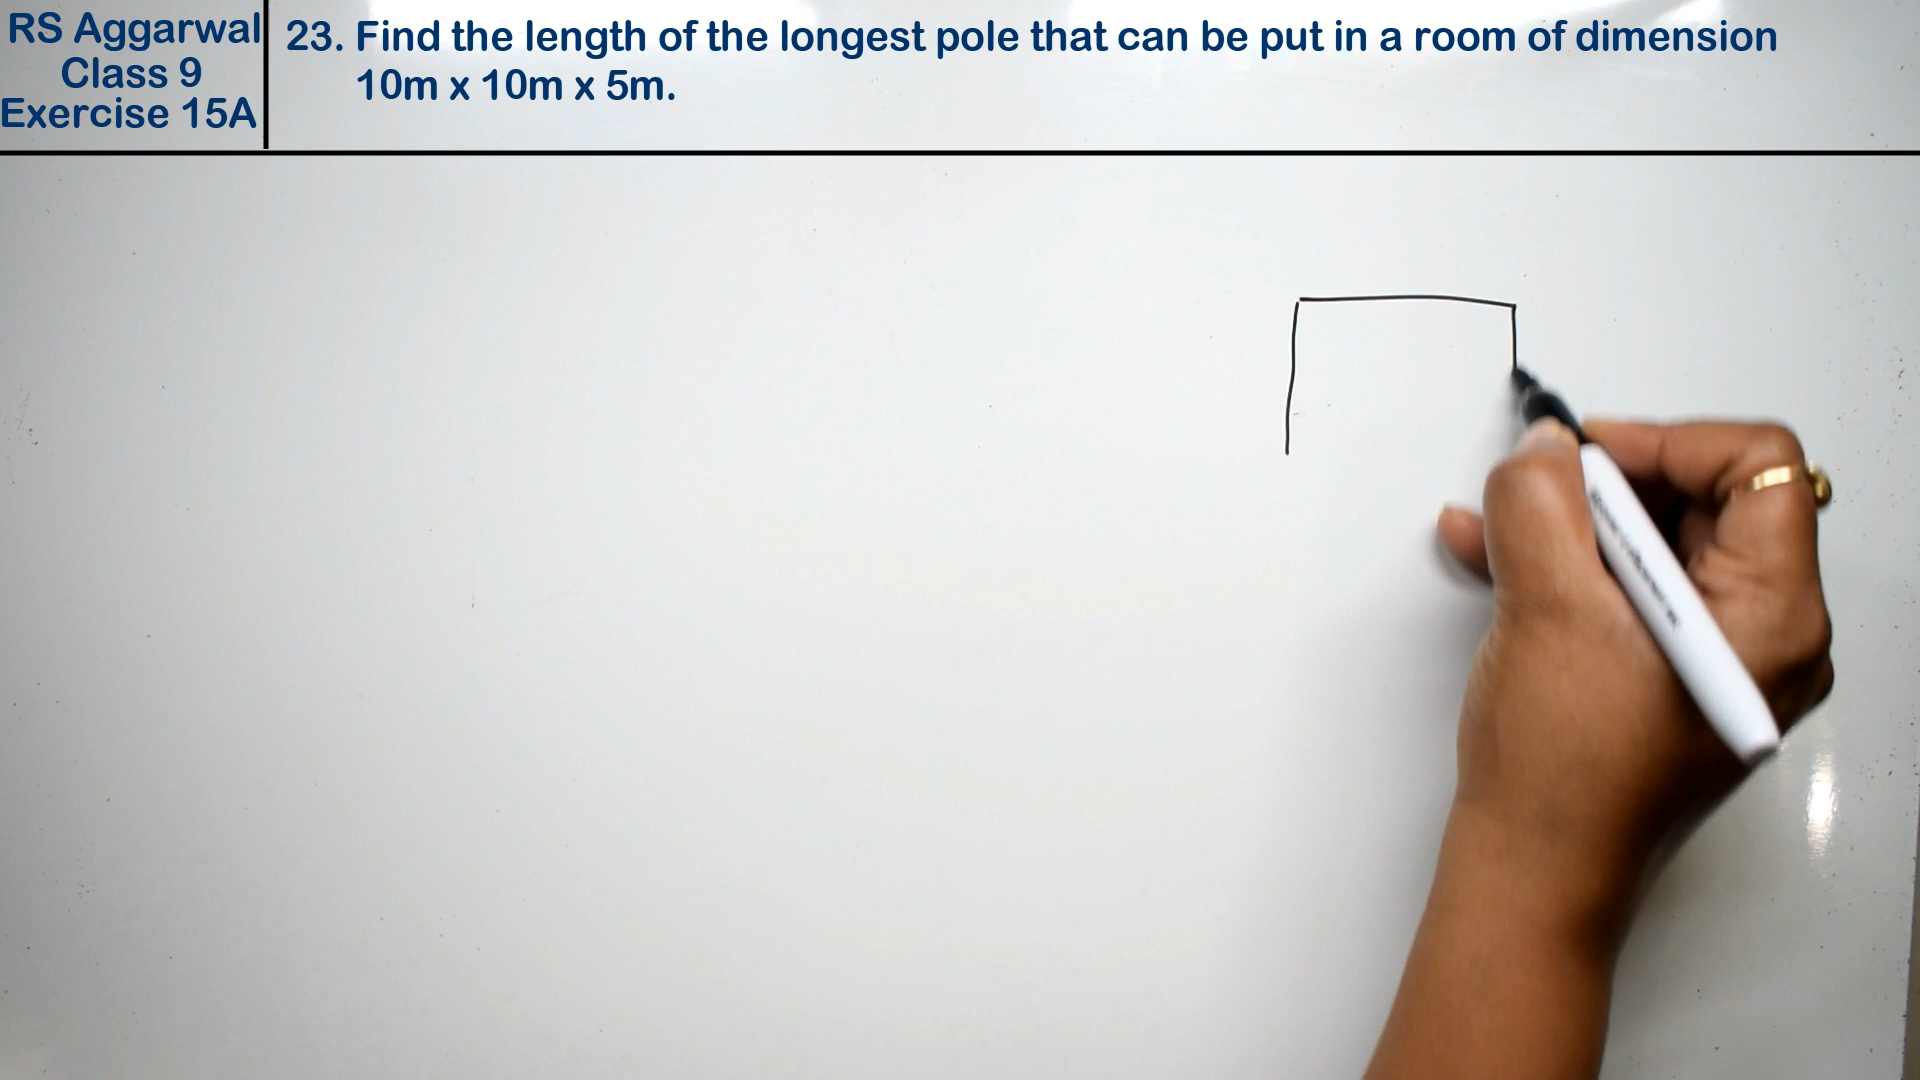 RS Aggarwal
Class 9
Exercise 15A
23. Find the length of the longest pole that can be put in a room of dimension
10m x 10m x 5m.